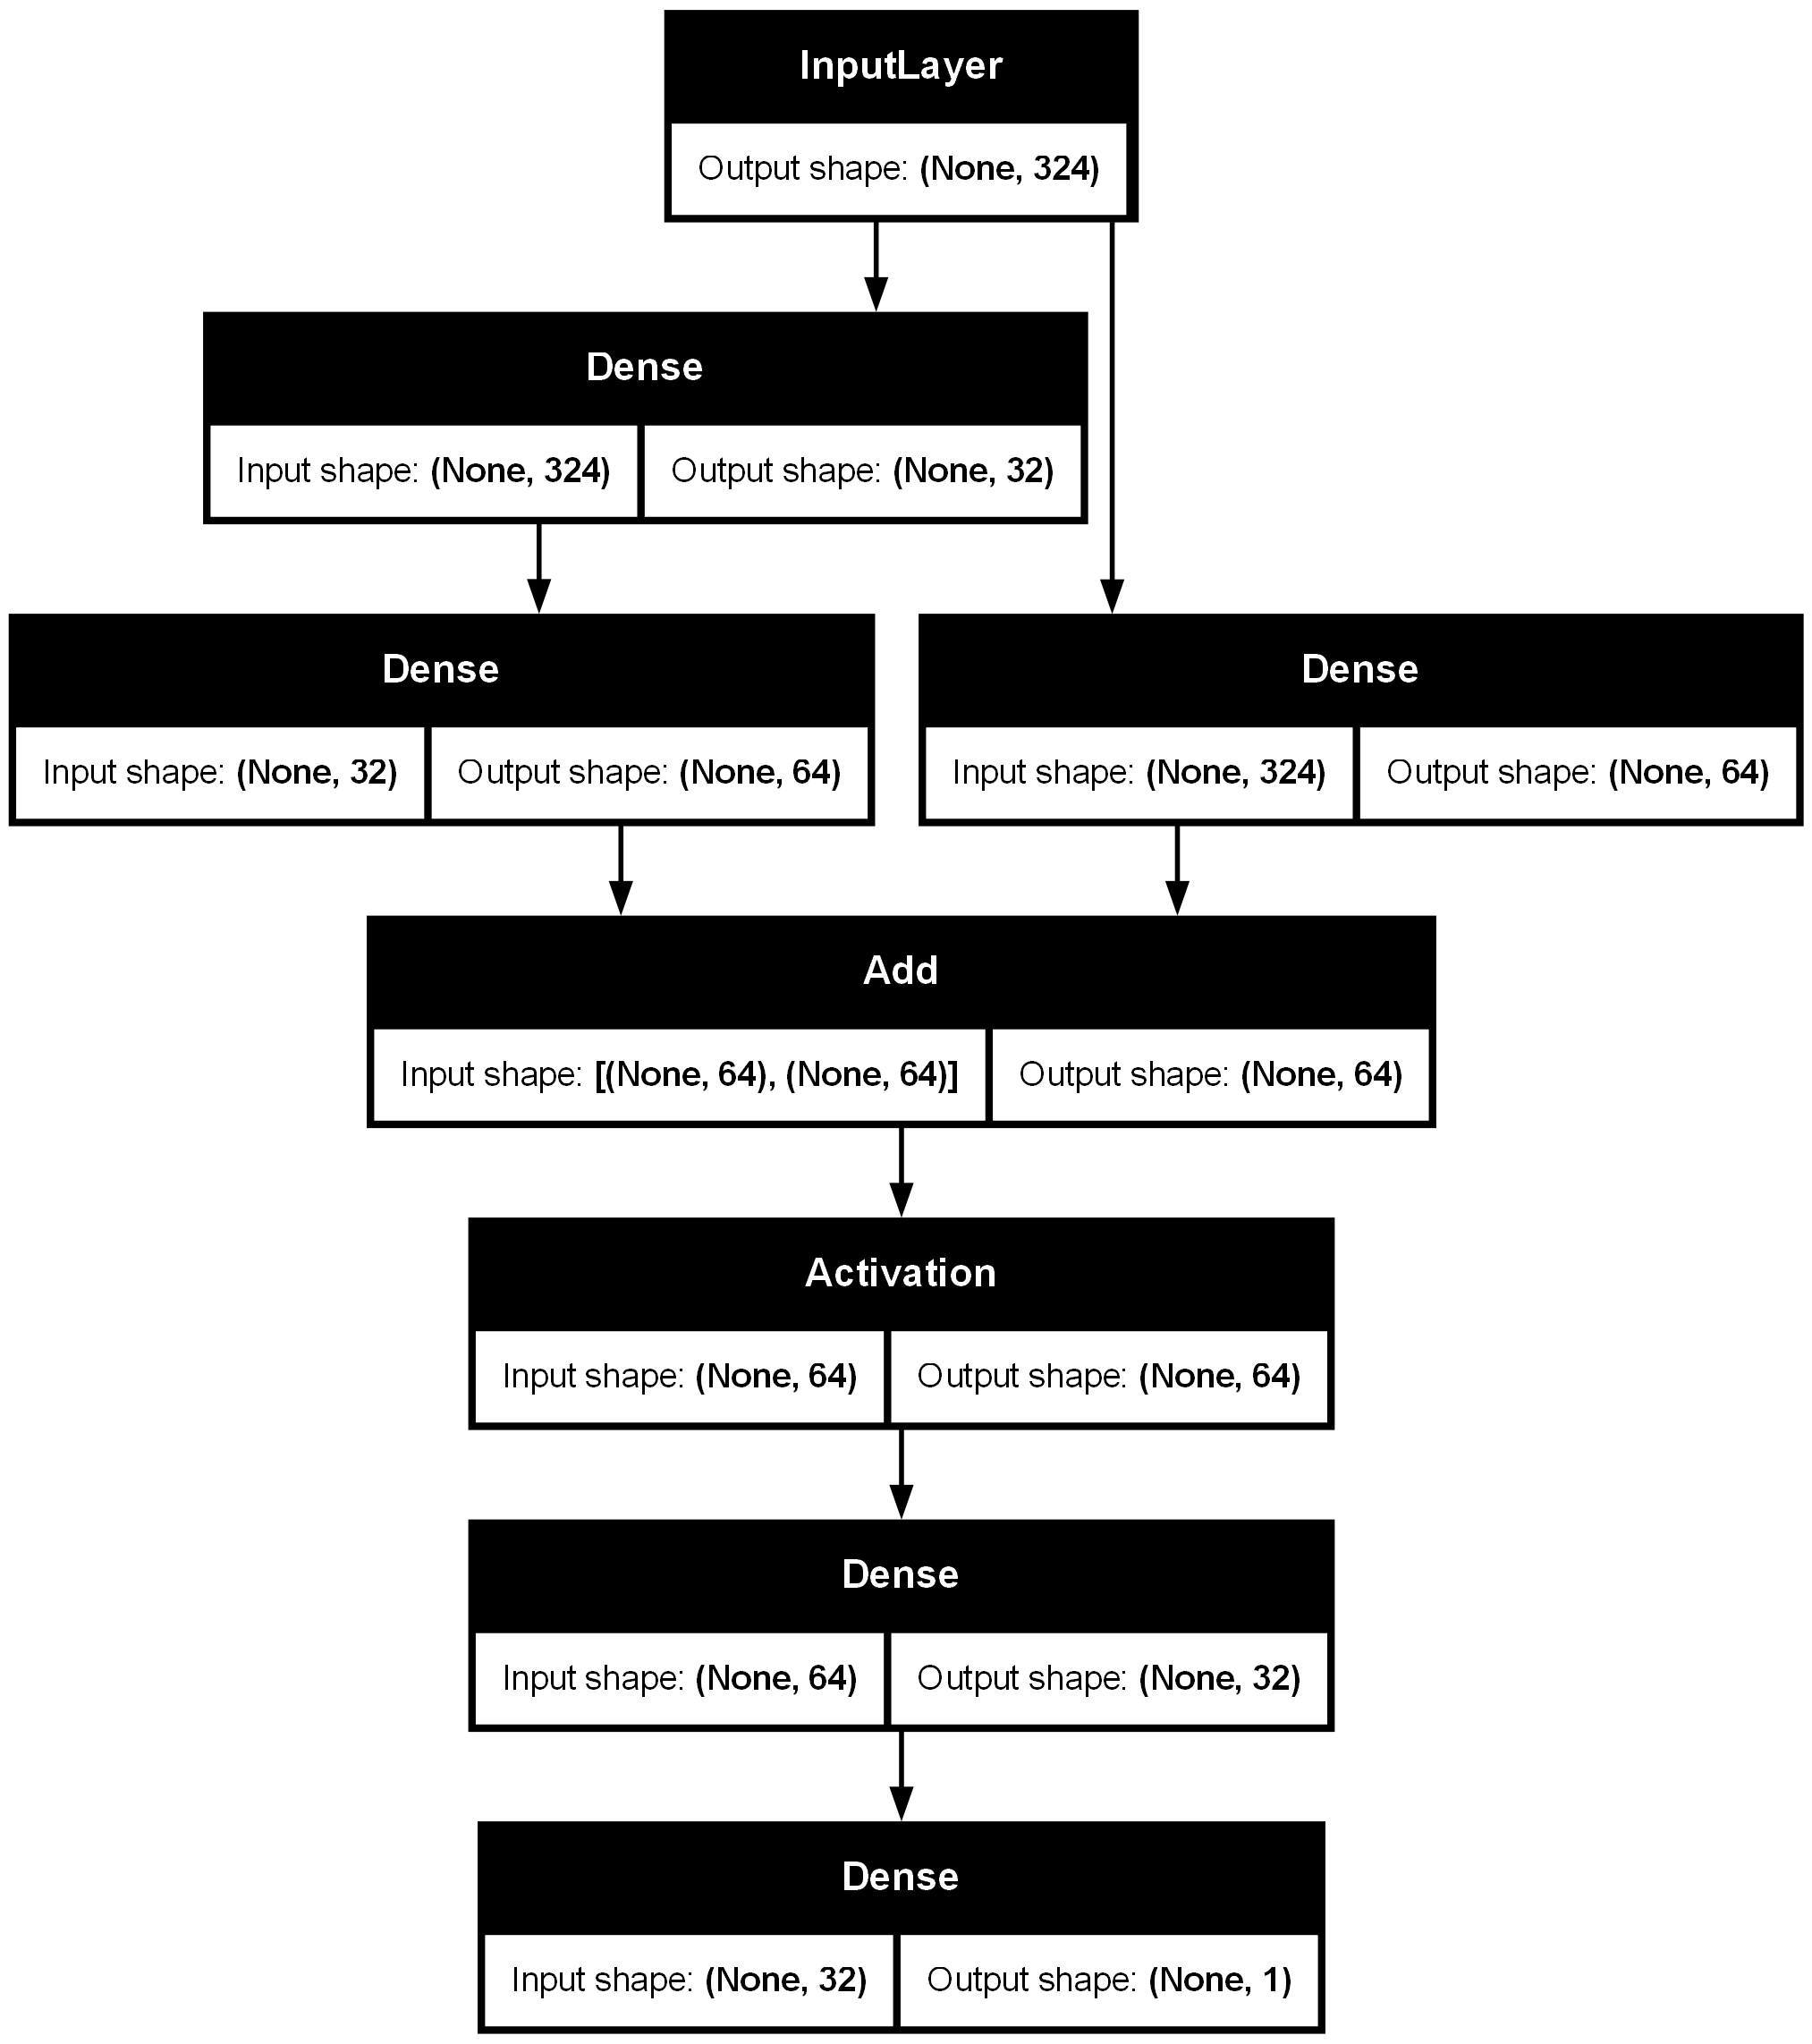 InputLayer
Output shape: (None, 324)
Dense
Input shape: (None, 324) Output shape: (None, 32)
Dense
Input shape: (None, 32) Output shape: (None, 64)
Dense
Input shape: (None, 324) Output shape: (None, 64)
Add
Input shape: [(None, 64), (None, 64)] Output shape: (None, 64)
Activation
Input shape: (None, 64) Output shape: (None, 64)
Dense
Input shape: (None, 64) Output shape: (None, 32)
Dense
Input shape: (None, 32) Output shape: (None, 1)